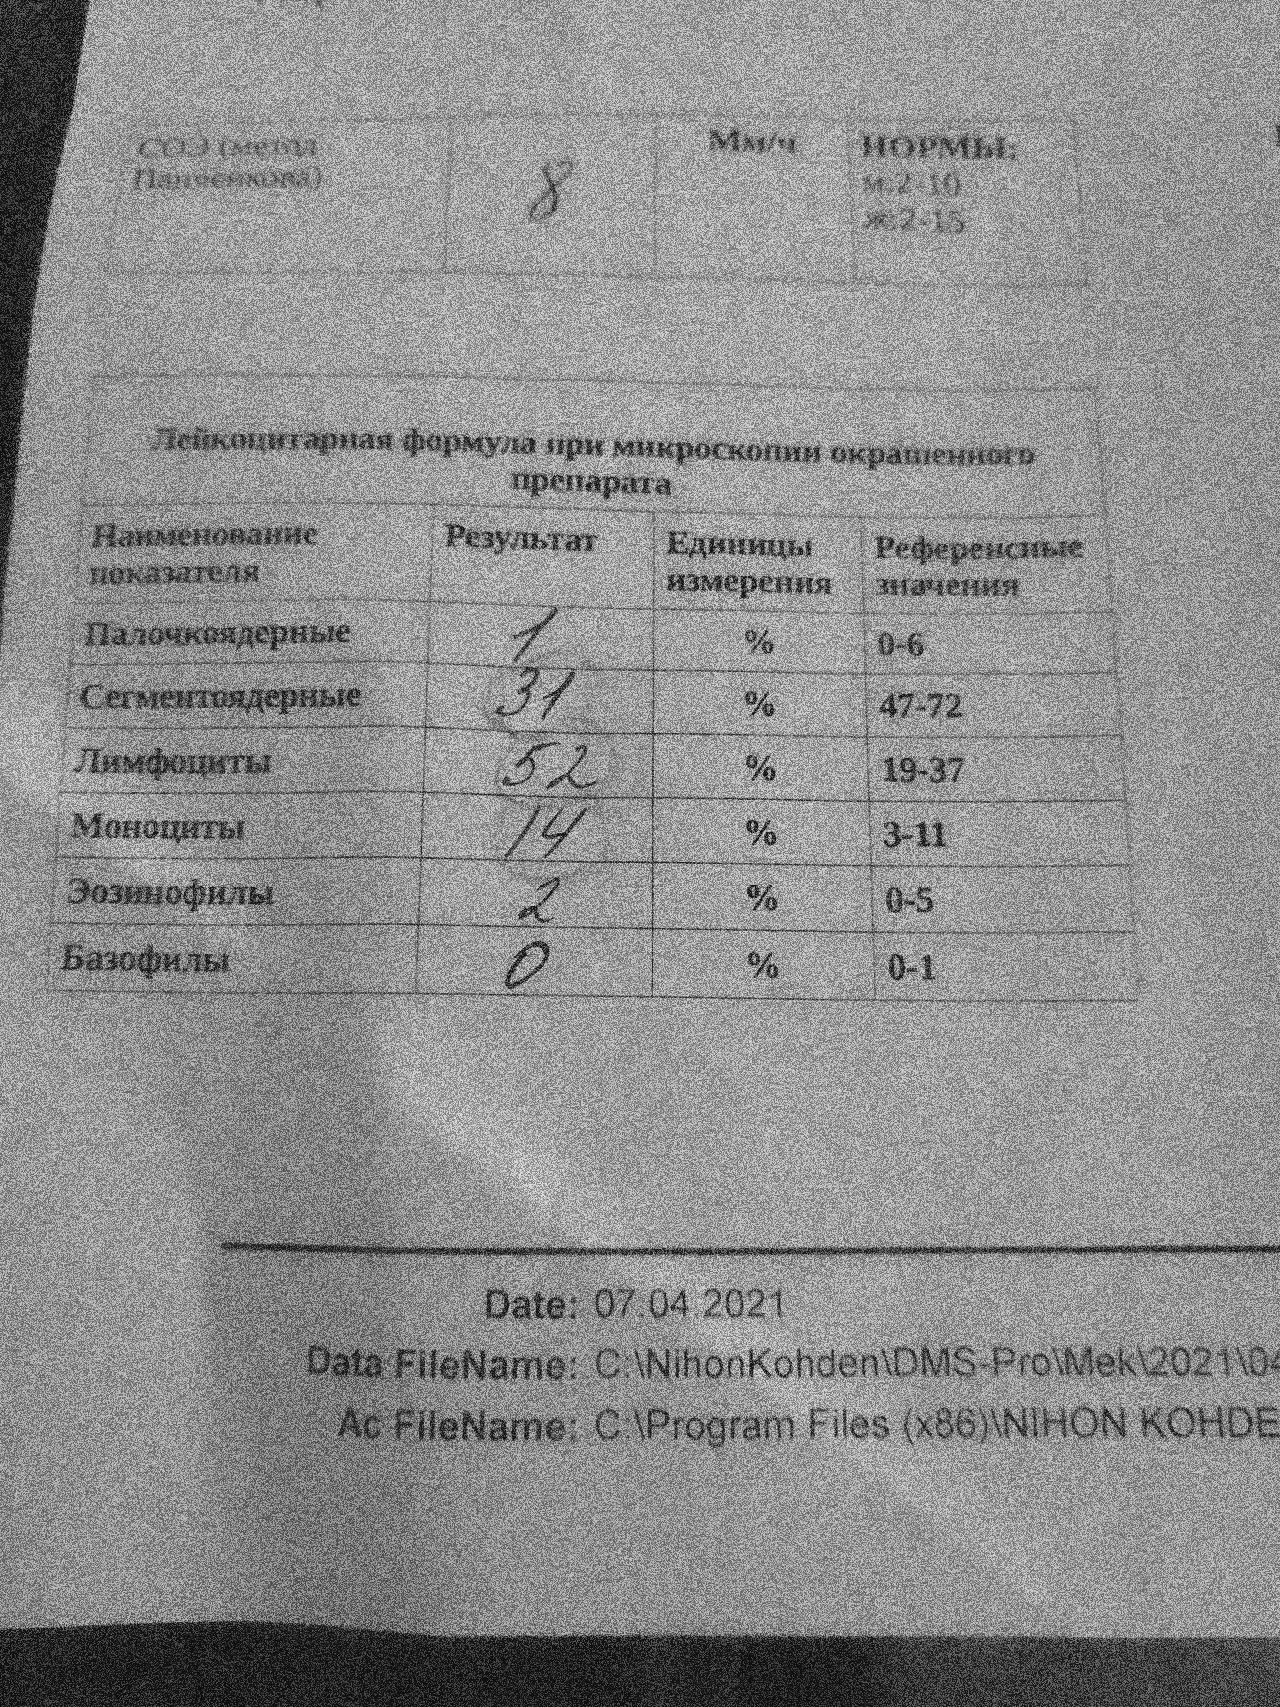 СОЭ (метод 8 Мм/ч НОРМЫ:
Панченкова) м:2-10
ж:2-15
Лейкоцитарная формула при микроскопии окрашенного
препарата
Наименование Результат Единицы Референсные
показателя измерения значения
Палочкоядерные 1 % 0-6
Сегментоядерные 31 % 47-72
Лимфоциты 52 % 19-37
Моноциты 14 % 3-11
Эозинофилы 2 % 0-5
Базофилы 0 % 0-1
Date: 07.04.2021
Data FileName: C:\NihonKohden\DMS-Pro\Mek\2021\04
Ac FileName: C:\Program Files (x86)\NIHON KOHDE